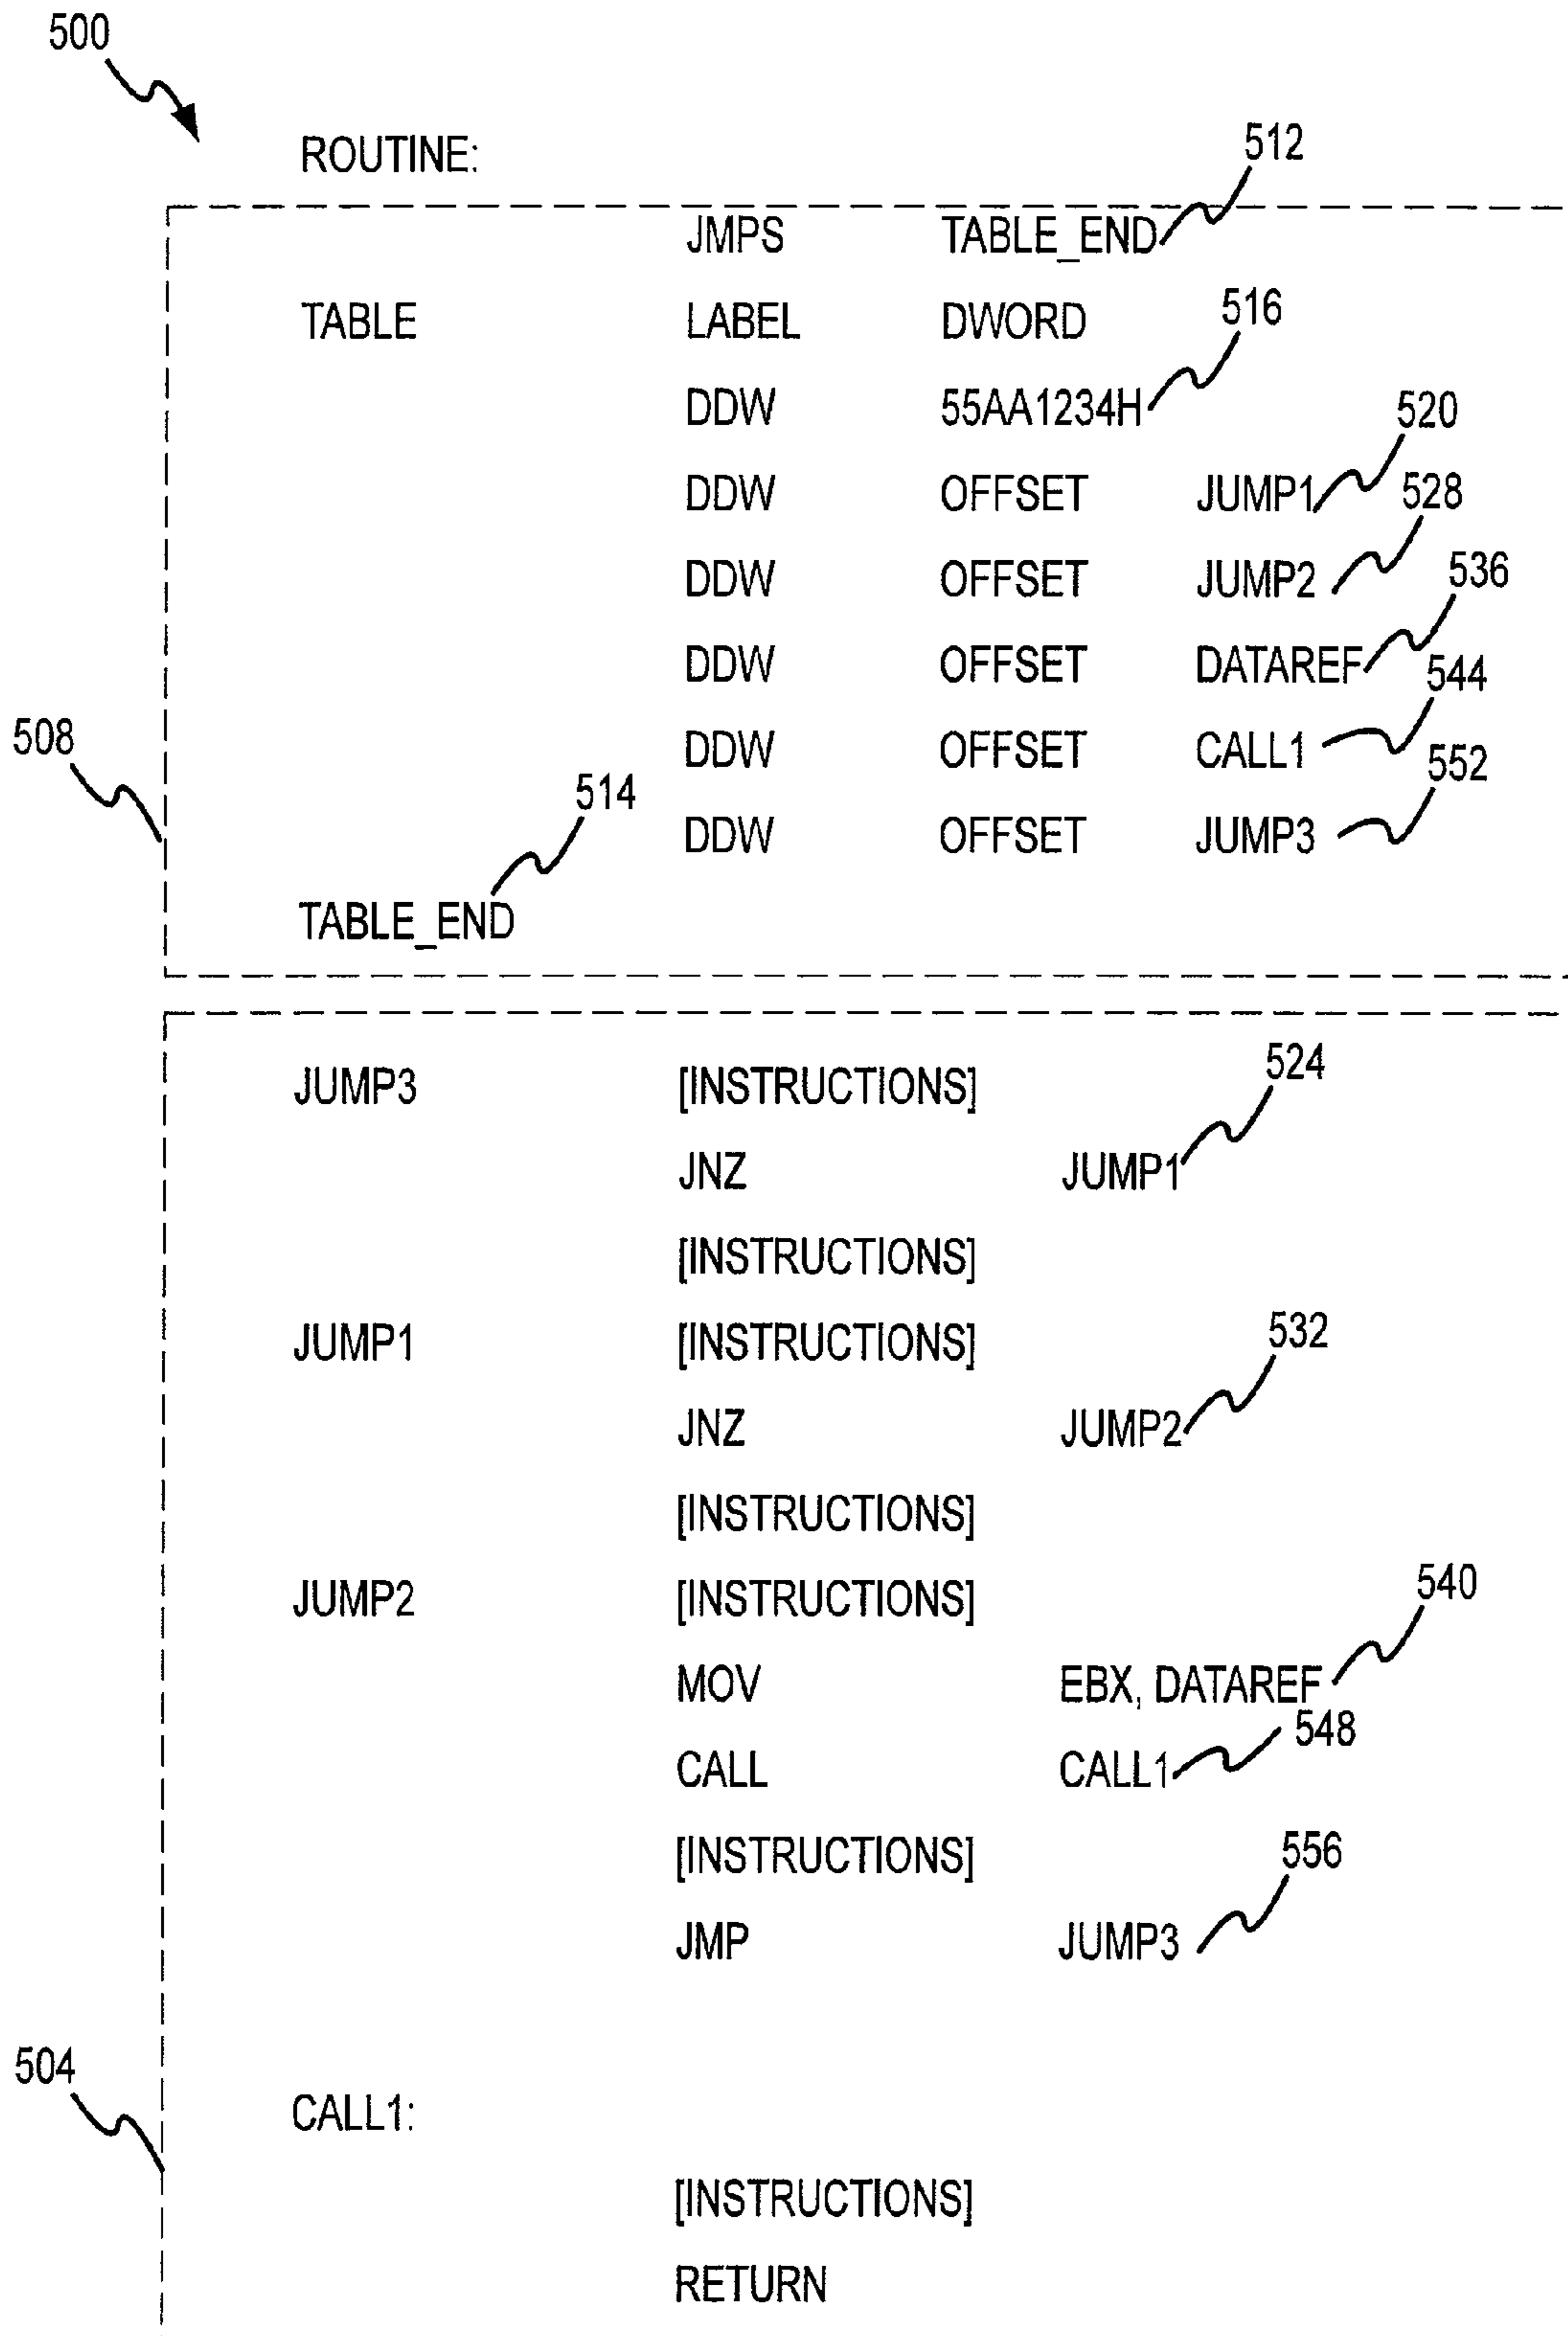 500
ROUTINE:
512
JMPS TABLE_END
TABLE LABEL DWORD
516
DDW 55AA1234H
520
DDW OFFSET JUMP1
528
DDW OFFSET JUMP2
536
DDW OFFSET DATAREF
544
508
DDW OFFSET CALL1
552
514
DDW OFFSET JUMP3
TABLE_END
JUMP3 [INSTRUCTIONS]
524
JNZ JUMP1
[INSTRUCTIONS]
JUMP1 [INSTRUCTIONS]
532
JNZ JUMP2
[INSTRUCTIONS]
JUMP2 [INSTRUCTIONS]
540
MOV EBX, DATAREF
548
CALL CALL1
[INSTRUCTIONS]
556
JMP JUMP3
504
CALL1:
[INSTRUCTIONS]
RETURN